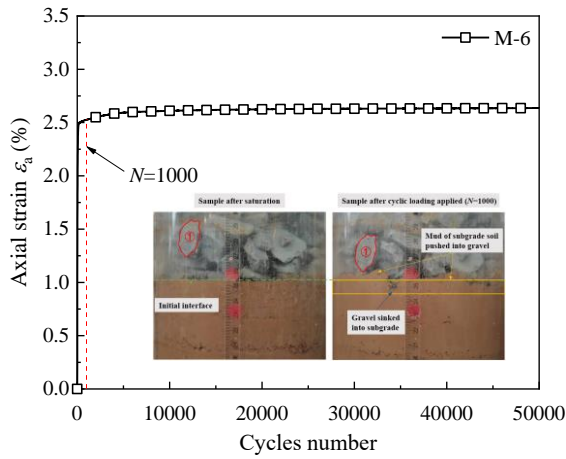 M-6
3.5
3.0
2.5
2.0
1.5
1.0
0.5
0.0
Axial strain εa (%)
N=1000
Sample after saturation
Sample after cyclic loading applied (N=1000)
①
①
Mud of subgrade soil
pushed into gravel
Initial interface
Gravel sinked
into subgrade
0
10000
20000
30000
40000
50000
Cycles number